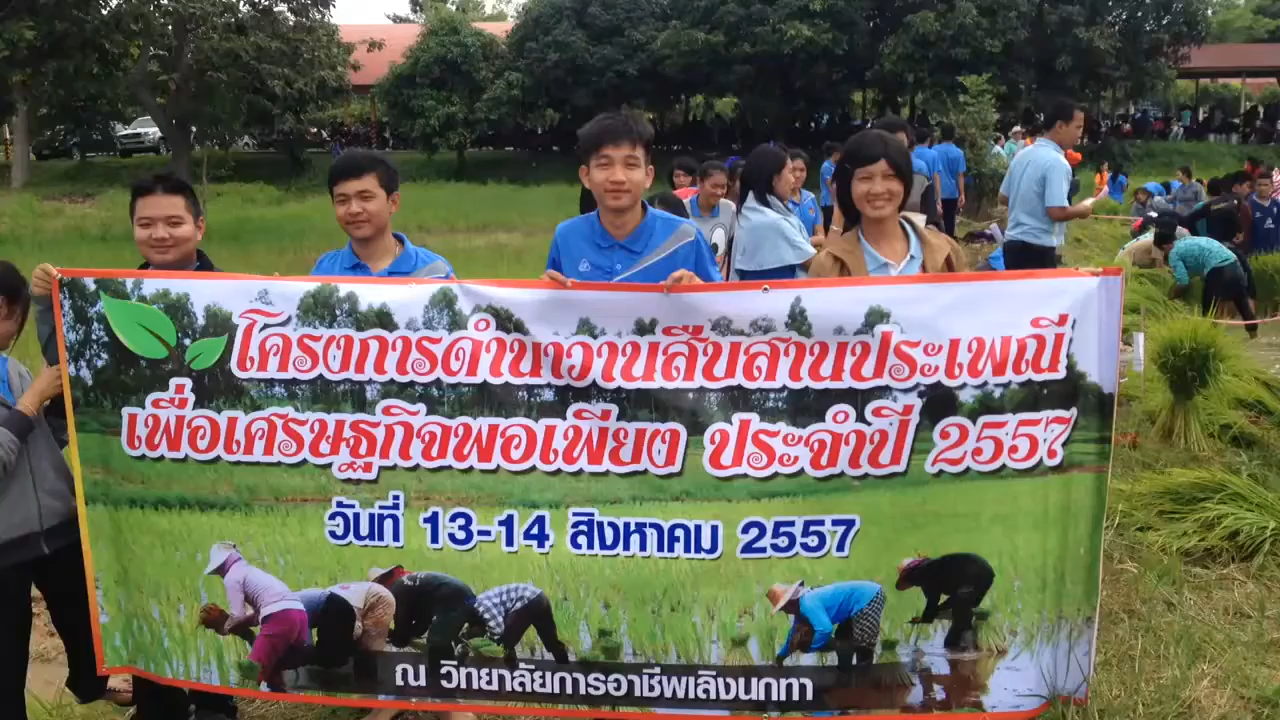 โครงการดำนาวานสืบสานประเพณี
เพื่อเศรษฐกิจพอเพียง ประจำปี 2557
วันที่ 13-14 สิงหาคม 2557
ณ วิทยาลัยการอาชีพเลิงนกทา